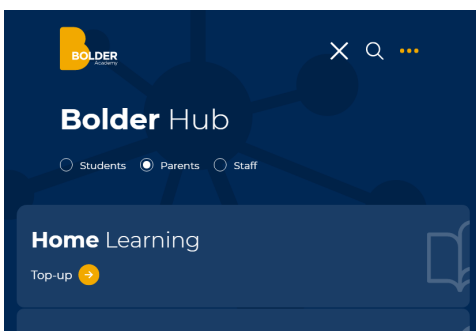 BOLDER
Academy
Bolder Hub
Students Parents Staff
Home Learning
Top-up